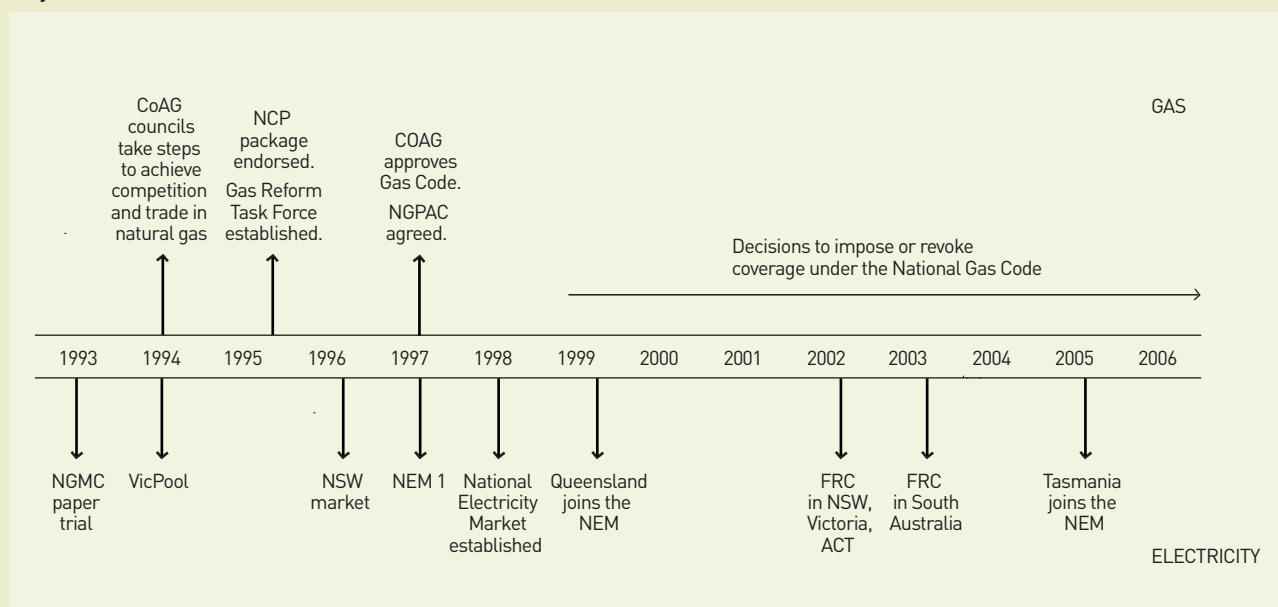 CoAG
councils
take steps
to achieve
competition
and trade in
natural gas
NCP
package
endorsed.
Gas Reform
Task Force
established.
COAG
approves
Gas Code.
NGPAC
agreed.
GAS
Decisions to impose or revoke
coverage under the National Gas Code
1993 1994 1995 1996 1997 1998 1999 2000 2001 2002 2003 2004 2005 2006
NGMC
paper
trial
VicPool
NSW
market
NEM 1
National
Electricity
Market
established
Queensland
joins the
NEM
FRC
in NSW,
Victoria,
ACT
FRC
in South
Australia
Tasmania
joins the
NEM
ELECTRICITY